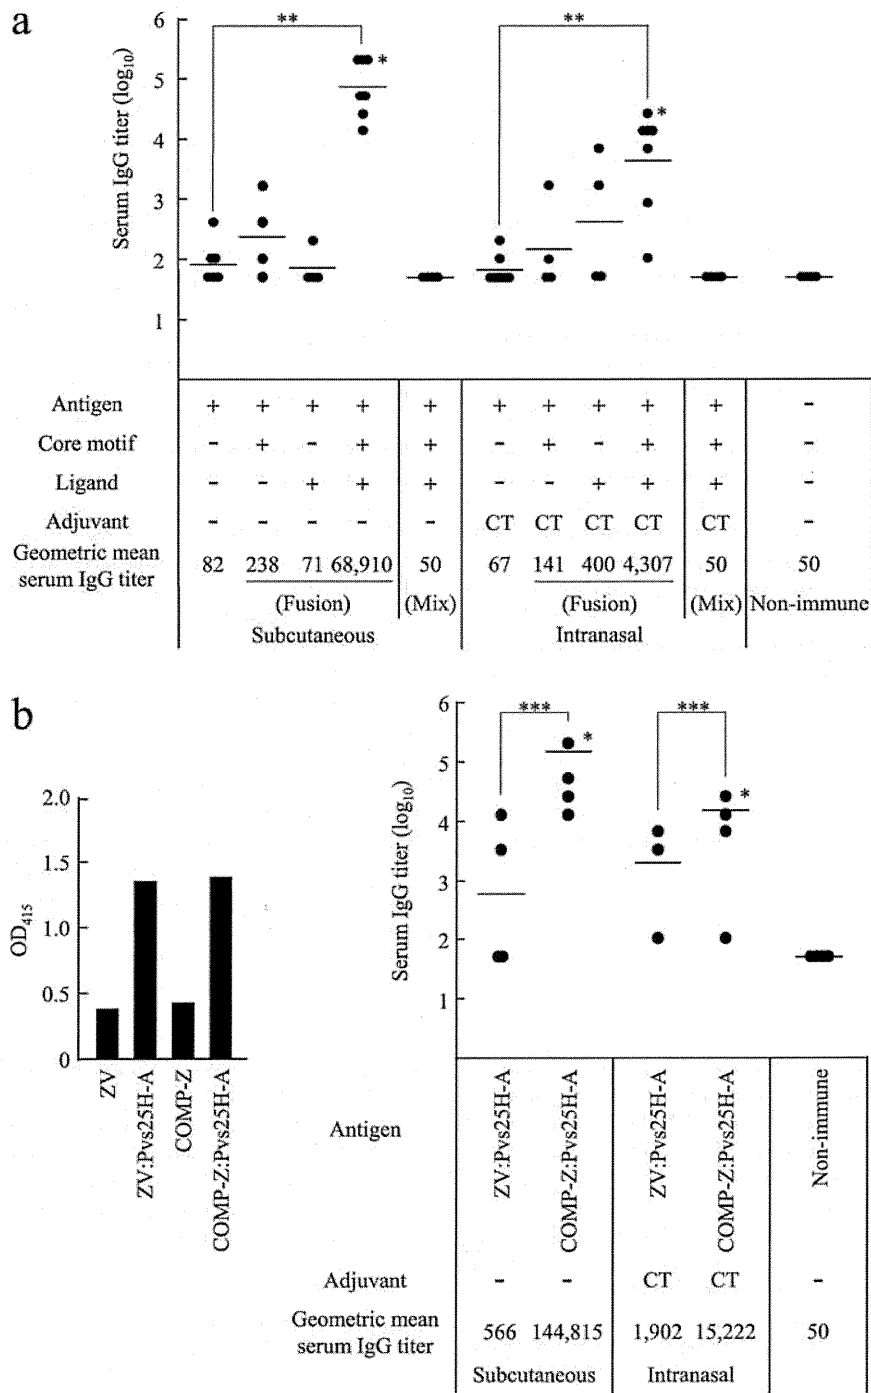 a
Serum IgG titer (log10)
6
5
4
3
2
1
** *
** *
Antigen + + + + + + + + + + -
Core motif - + - + + - + - + + -
Ligand - - + + + - - + + + -
Adjuvant - - - - - CT CT CT CT CT -
Geometric mean serum IgG titer 82 238 71 68,910 50 67 141 400 4,307 50 50
(Fusion) (Mix) (Fusion) (Mix) Non-immune
Subcutaneous Intranasal
b
OD415
2.0
1.5
1.0
0.5
0
ZV
ZV:Pvs25H-A
COMP-Z
COMP-Z:Pvs25H-A
Serum IgG titer (log10)
6
5
4
3
2
1
*** *
*** *
Antigen ZV:Pvs25H-A COMP-Z:Pvs25H-A ZV:Pvs25H-A COMP-Z:Pvs25H-A Non-immune
Adjuvant - - CT CT -
Geometric mean serum IgG titer 566 144,815 1,902 15,222 50
Subcutaneous Intranasal